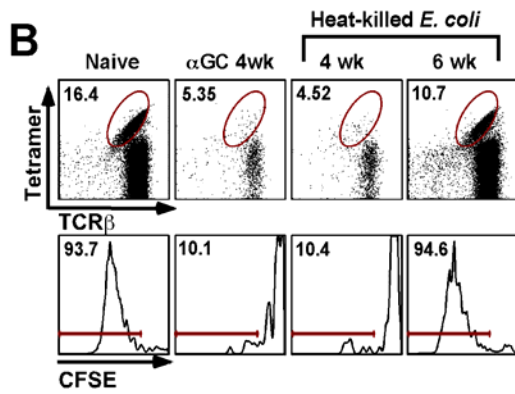 B
Heat-killed E. coli
Naive αGC 4wk 4 wk 6 wk
16.4 5.35 4.52 10.7
Tetramer
TCRβ
93.7 10.1 10.4 94.6
CFSE